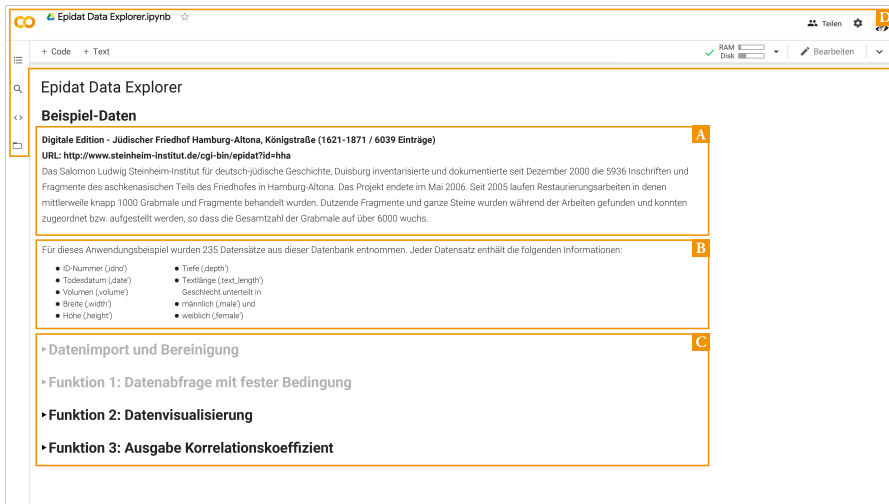 Epidat Data Explorer.ipynb
D
Teilen
+ Code + Text
RAM
Disk
Bearbeiten
Epidat Data Explorer
Beispiel-Daten
A
Digitale Edition - Jüdischer Friedhof Hamburg-Altona, Königstraße (1621-1871 / 6039 Einträge)
URL: http://www.steinheim-institut.de/cgi-bin/epidat?id=hha
Das Salomon Ludwig Steinheim-Institut für deutsch-jüdische Geschichte, Duisburg inventarisierte und dokumentierte seit Dezember 2000 die 5936 Inschriften und
Fragmente des aschkenasischen Teils des Friedhofes in Hamburg-Altona. Das Projekt endete im Mai 2006. Seit 2005 laufen Restaurierungsarbeiten in denen
mittlerweile knapp 1000 Grabmale und Fragmente behandelt wurden. Dutzende Fragmente und ganze Steine wurden während der Arbeiten gefunden und konnten
zugeordnet bzw. aufgestellt werden, so dass die Gesamtzahl der Grabmale auf über 6000 wuchs.
B
Für dieses Anwendungsbeispiel wurden 235 Datensätze aus dieser Datenbank entnommen. Jeder Datensatz enthält die folgenden Informationen:
● ID-Nummer (‚idno‘)
● Todesdatum (‚date‘)
● Volumen (‚volume‘)
● Breite (‚width‘)
● Höhe (‚height‘)
● Tiefe (‚depth‘)
● Textlänge (‚text_length‘)
Geschlecht unterteilt in
● männlich (‚male‘) und
● weiblich (‚female‘)
C
Datenimport und Bereinigung
Funktion 1: Datenabfrage mit fester Bedingung
Funktion 2: Datenvisualisierung
Funktion 3: Ausgabe Korrelationskoeffizient